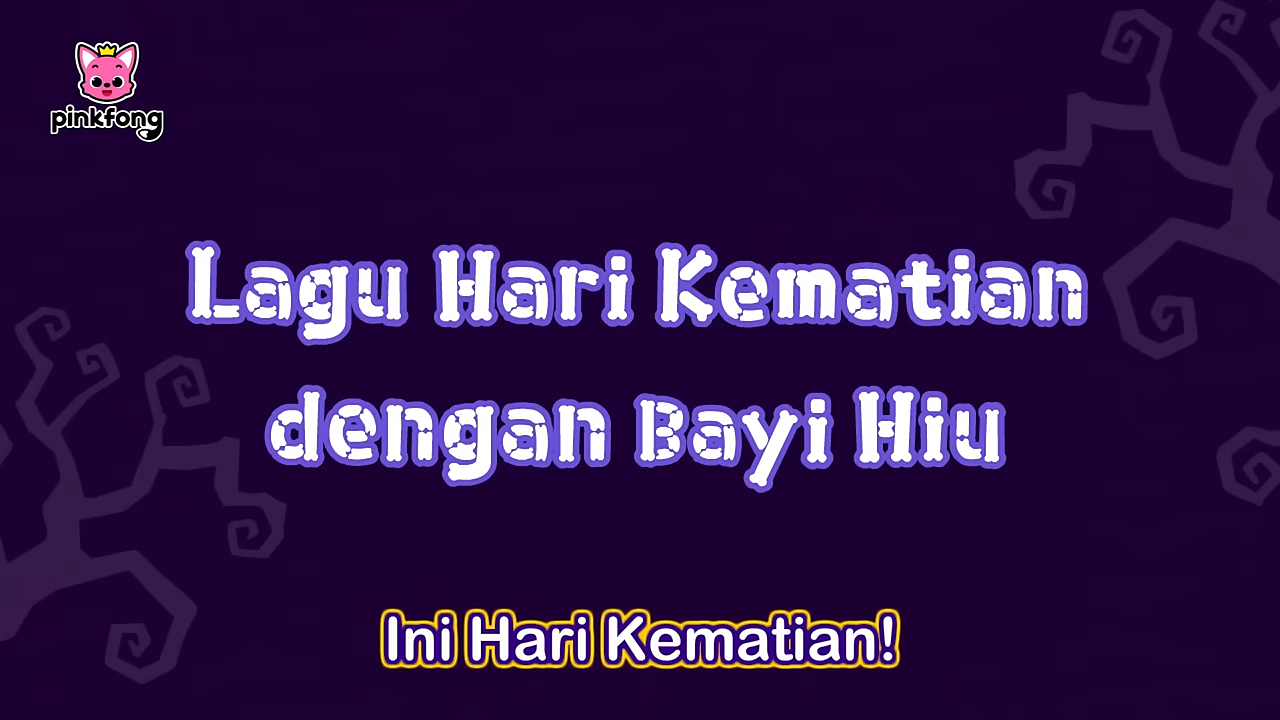 pinkfong
Lagu Hari Kematian
dengan Bayi Hiu
Ini Hari Kematian!